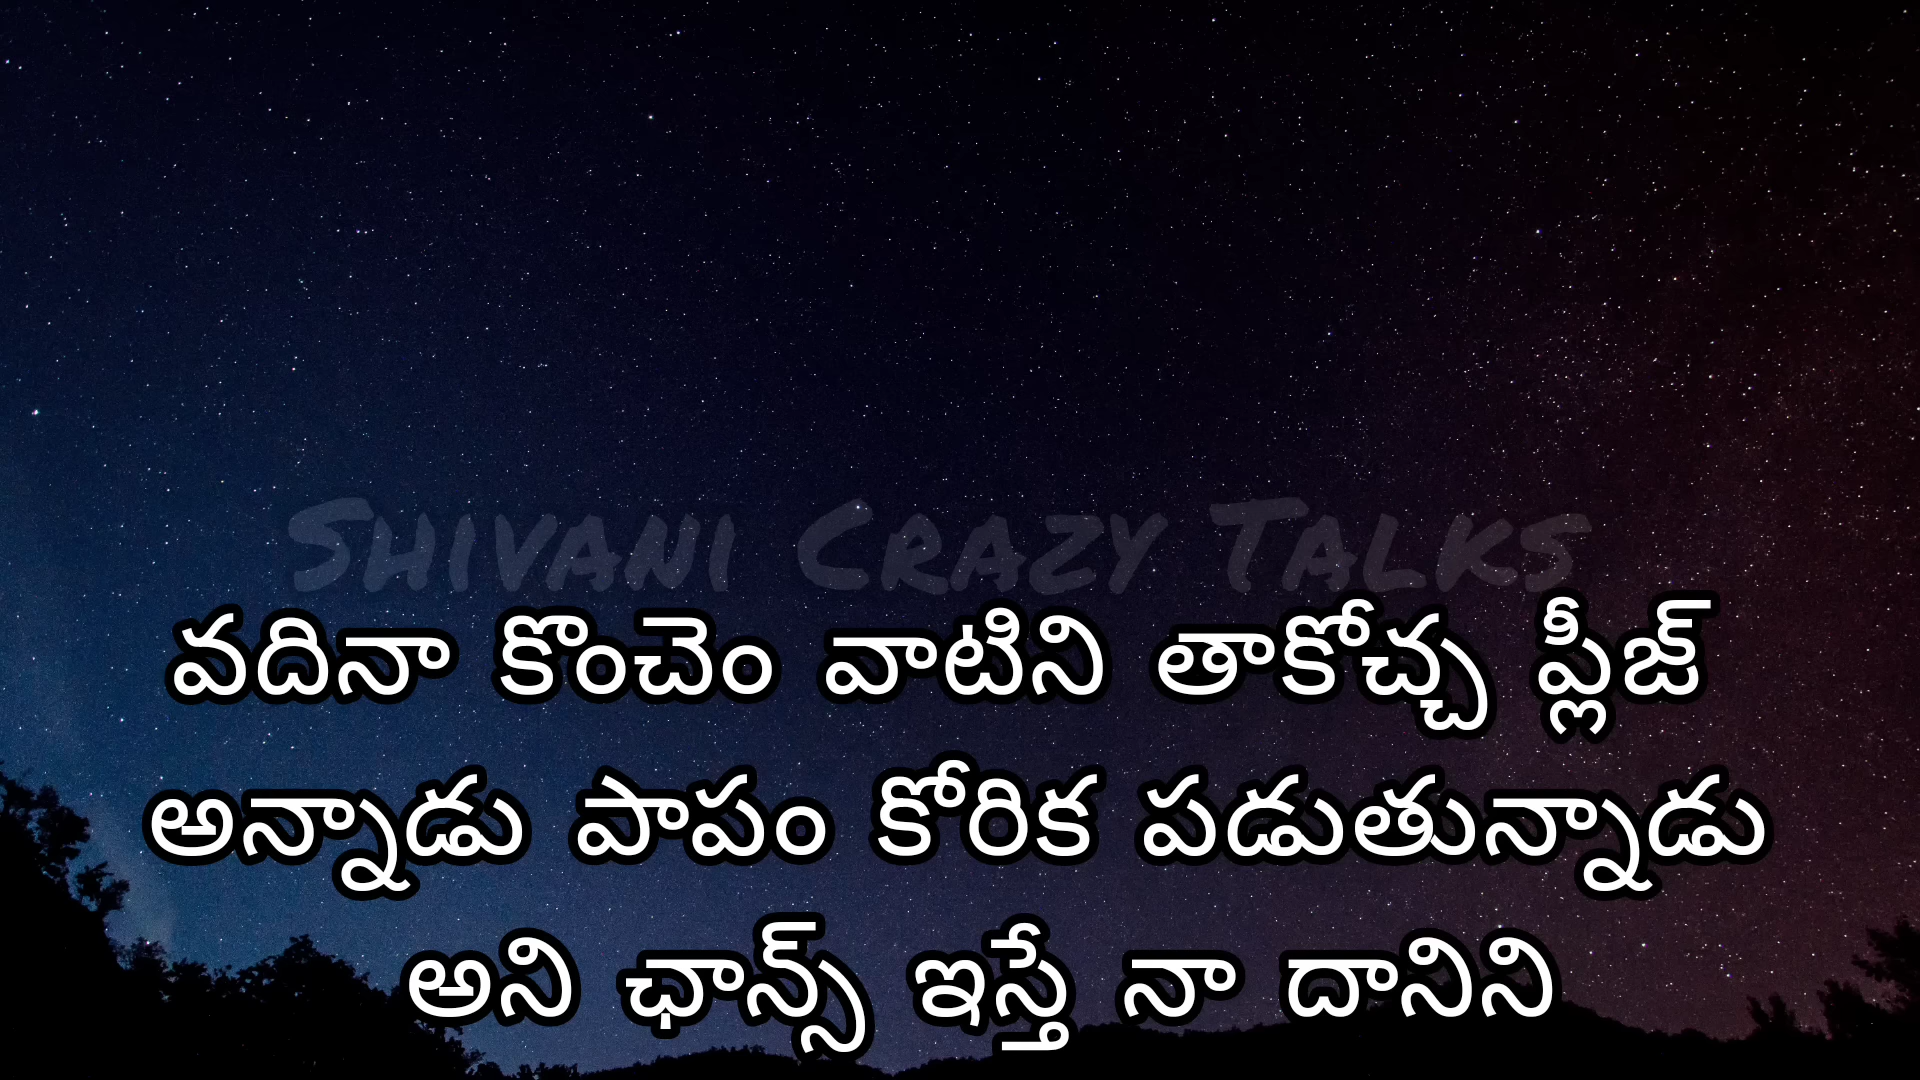 Shivani Crazy Talks
వదినా కొంచెం వాటిని తాకోచ్చ ప్లీజ్
అన్నాడు పాపం కోరిక పడుతున్నాడు
అని ఛాన్స్ ఇస్తే నా దానిని